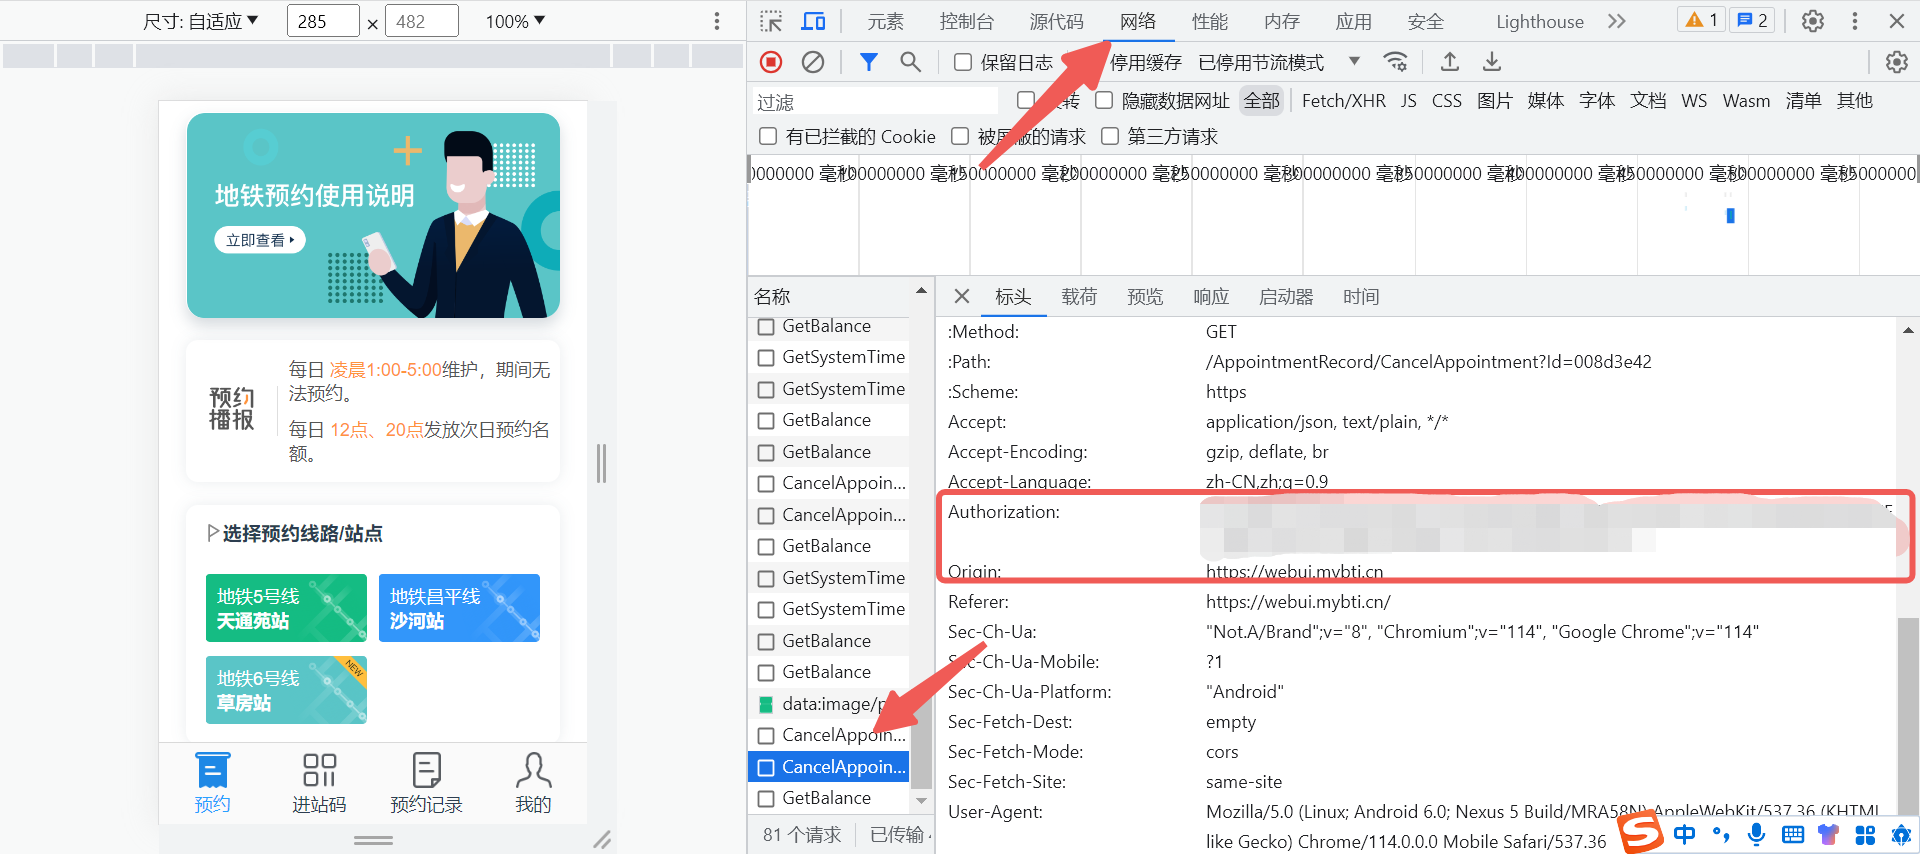 尺寸: 自适应 ▼ 285 × 482 100% ▼
元素 控制台 源代码 网络 性能 内存 应用 安全 Lighthouse 1 2
保留日志 停用缓存 已停用节流模式 ▼
过滤 转 隐藏数据网址 全部 Fetch/XHR JS CSS 图片 媒体 字体 文档 WS Wasm 清单 其他
有已拦截的 Cookie 被屏蔽的请求 第三方请求
地铁预约使用说明
立即查看
预约
播报
每日 凌晨1:00-5:00维护，期间无
法预约。
每日 12点、20点发放次日预约名
额。
选择预约线路/站点
地铁5号线
天通苑站
地铁昌平线
沙河站
地铁6号线
草房站
NEW
预约 进站码 预约记录 我的
名称
GetBalance
GetSystemTime
GetSystemTime
GetBalance
GetBalance
CancelAppoin...
CancelAppoin...
GetBalance
GetSystemTime
GetSystemTime
GetBalance
GetBalance
data:image/p
CancelAppoin...
CancelAppoin...
GetBalance
81 个请求 已传输
标头 载荷 预览 响应 启动器 时间
:Method: GET
:Path: /AppointmentRecord/CancelAppointment?Id=008d3e42
:Scheme: https
Accept: application/json, text/plain, */*
Accept-Encoding: gzip, deflate, br
Accept-Language: zh-CN,zh;q=0.9
Authorization:
Origin: https://webui.mybti.cn
Referer: https://webui.mybti.cn/
Sec-Ch-Ua: "Not.A/Brand";v="8", "Chromium";v="114", "Google Chrome";v="114"
Sec-Ch-Ua-Mobile: ?1
Sec-Ch-Ua-Platform: "Android"
Sec-Fetch-Dest: empty
Sec-Fetch-Mode: cors
Sec-Fetch-Site: same-site
User-Agent: Mozilla/5.0 (Linux; Android 6.0; Nexus 5 Build/MRA58N) AppleWebKit/537.36 (KHTML,
like Gecko) Chrome/114.0.0.0 Mobile Safari/537.36
中